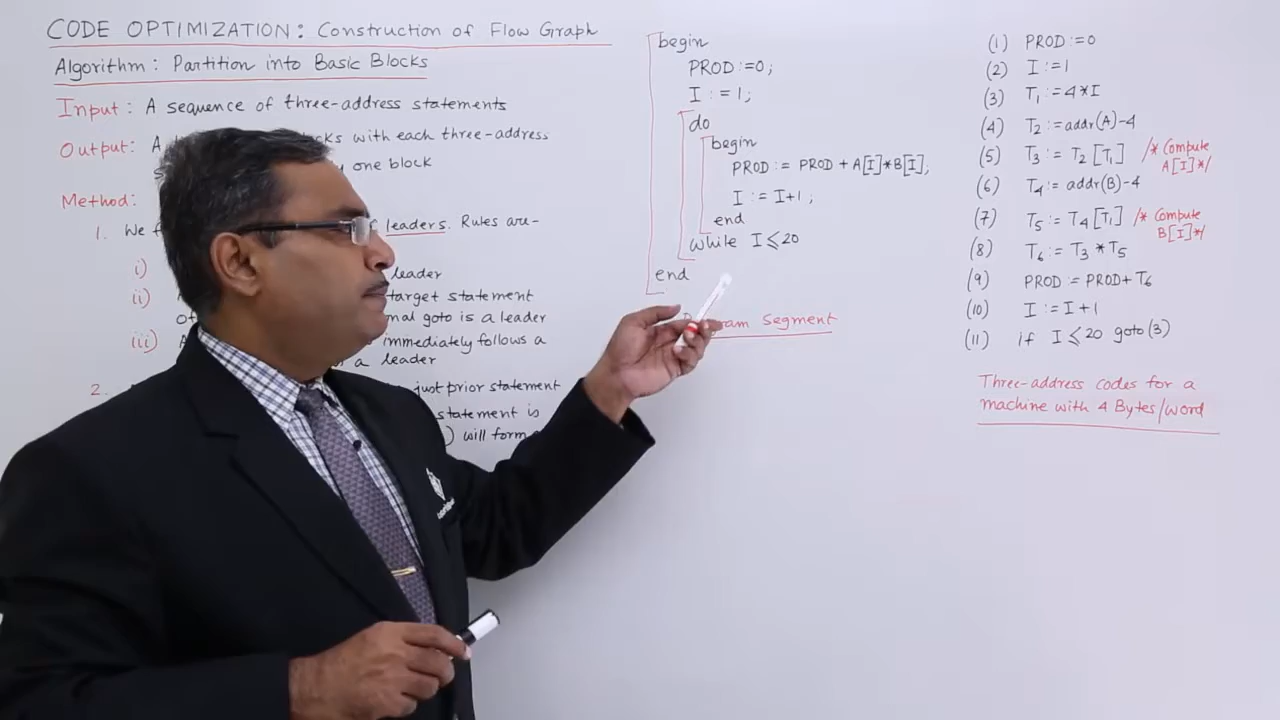 CODE OPTIMIZATION: Construction of Flow Graph
Algorithm: Partition into Basic Blocks
Input: A sequence of three-address statements
Output: A blocks with each three-address
one block
Method:
1. We of leaders. Rules are-
i) leader
ii) target statement
goto is a leader
iii) immediately follows a
a leader
2. just prior statement
statement is
) will form
begin
PROD:=0;
I:=1;
do
begin
PROD:= PROD + A[I]*B[I];
I:= I+1;
end
while I≤20
end
Segment
(1) PROD:=0
(2) I:=1
(3) T₁:=4*I
(4) T₂:=addr(A)-4
(5) T₃:= T₂[T₁] /* Compute
A[I]*/
(6) T₄:= addr(B)-4
(7) T₅:= T₄[T₁] /* Compute
B[I]*/
(8) T₆:= T₃*T₅
(9) PROD:= PROD+T₆
(10) I:=I+1
(11) if I≤20 goto(3)
Three-address codes for a
machine with 4 Bytes/word